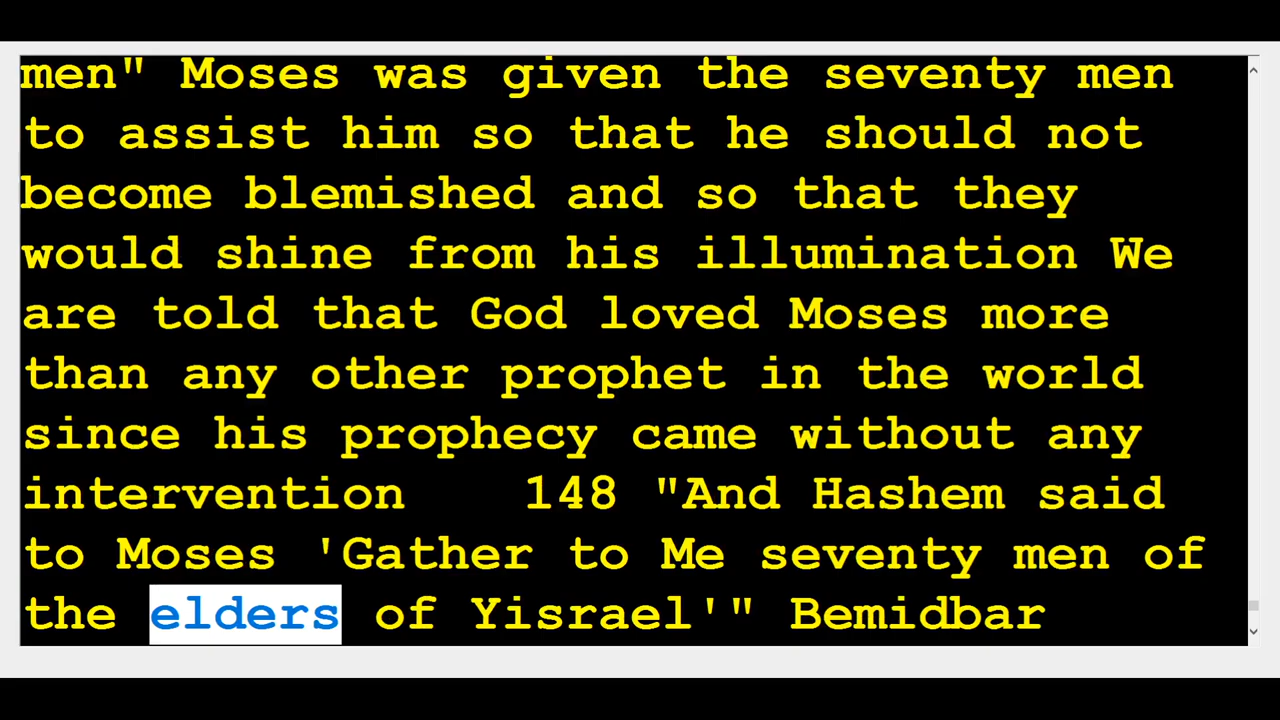 men" Moses was given the seventy men
to assist him so that he should not
become blemished and so that they
would shine from his illumination We
are told that God loved Moses more
than any other prophet in the world
since his prophecy came without any
intervention    148 "And Hashem said
to Moses 'Gather to Me seventy men of
the elders of Yisrael'" Bemidbar